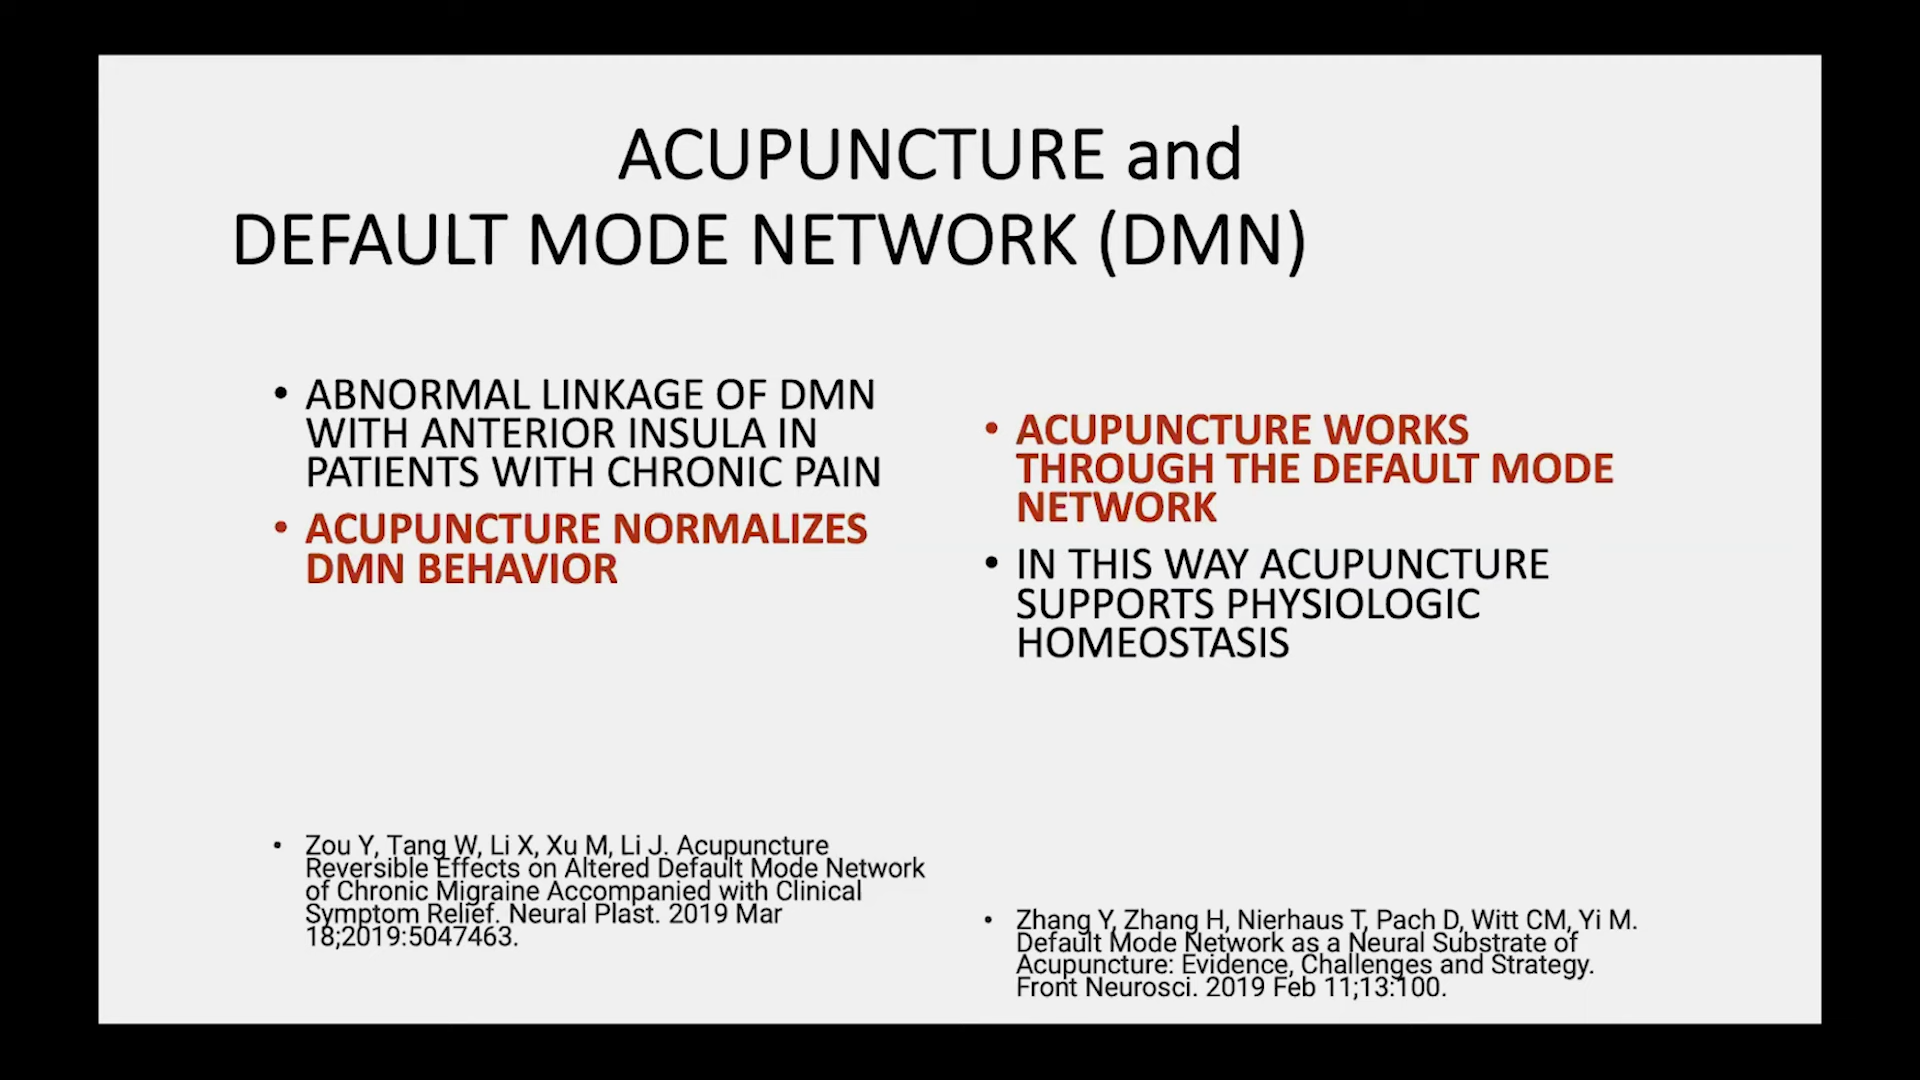 ACUPUNCTURE and
DEFAULT MODE NETWORK (DMN)
• ABNORMAL LINKAGE OF DMN
WITH ANTERIOR INSULA IN
PATIENTS WITH CHRONIC PAIN
• ACUPUNCTURE NORMALIZES
DMN BEHAVIOR
• Zou Y, Tang W, Li X, Xu M, Li J. Acupuncture
Reversible Effects on Altered Default Mode Network
of Chronic Migraine Accompanied with Clinical
Symptom Relief. Neural Plast. 2019 Mar
18;2019:5047463.
• ACUPUNCTURE WORKS
THROUGH THE DEFAULT MODE
NETWORK
• IN THIS WAY ACUPUNCTURE
SUPPORTS PHYSIOLOGIC
HOMEOSTASIS
• Zhang Y, Zhang H, Nierhaus T, Pach D, Witt CM, Yi M.
Default Mode Network as a Neural Substrate of
Acupuncture: Evidence, Challenges and Strategy.
Front Neurosci. 2019 Feb 11;13:100.